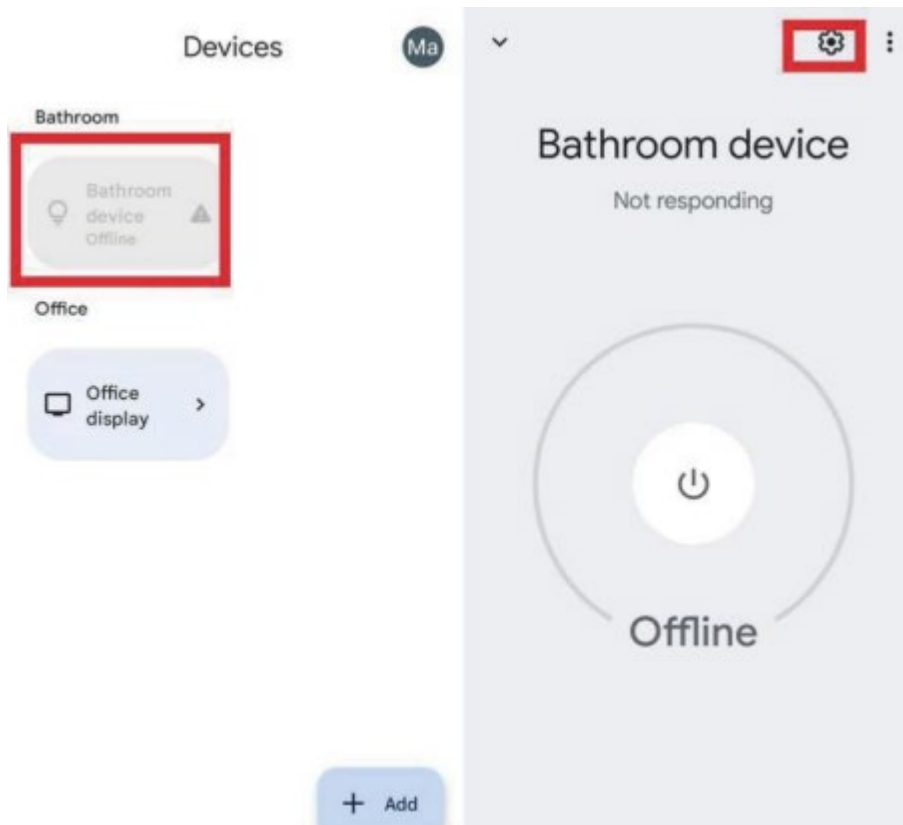 Devices
Ma
Bathroom
Bathroom
device
Offline
Office
Office
display
+ Add
Bathroom device
Not responding
Offline